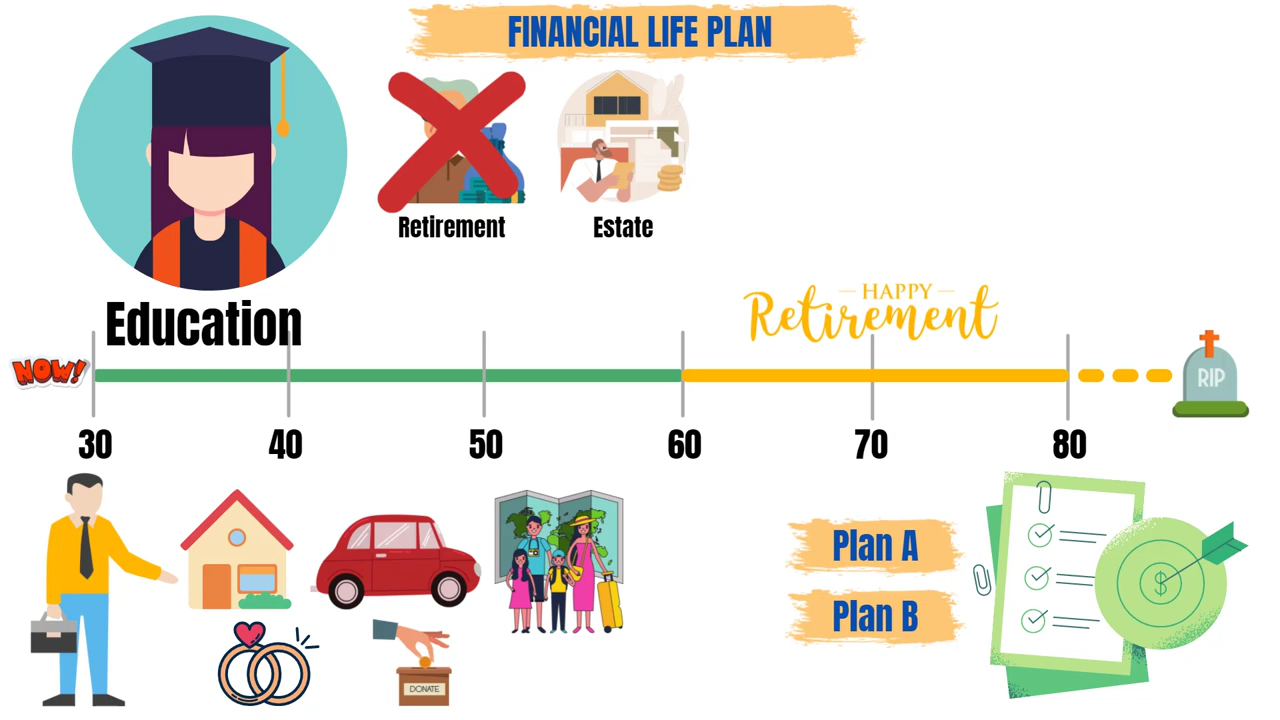 FINANCIAL LIFE PLAN
Retirement
Estate
Education
HAPPY
Retirement
NOW!
RIP
30
40
50
60
70
80
Plan A
Plan B
DONATE
$